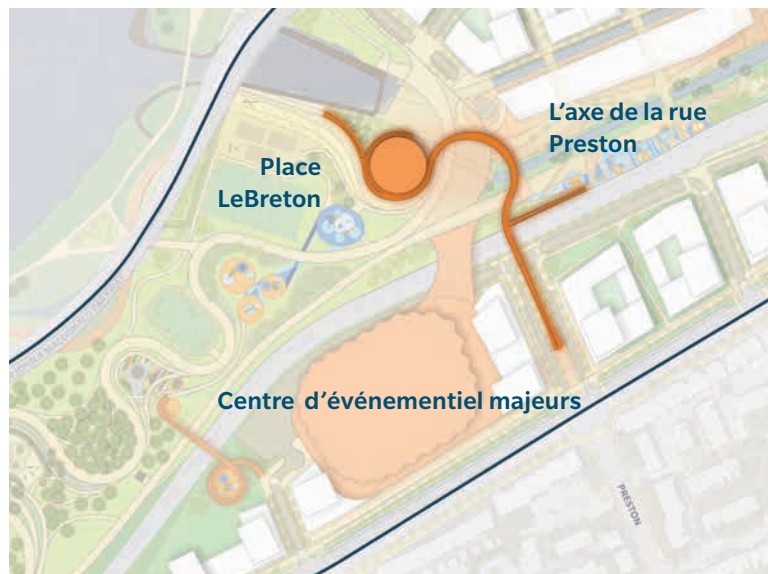 L'axe de la rue
Preston
Place
LeBreton
Centre d'événementiel majeurs
PRESTON